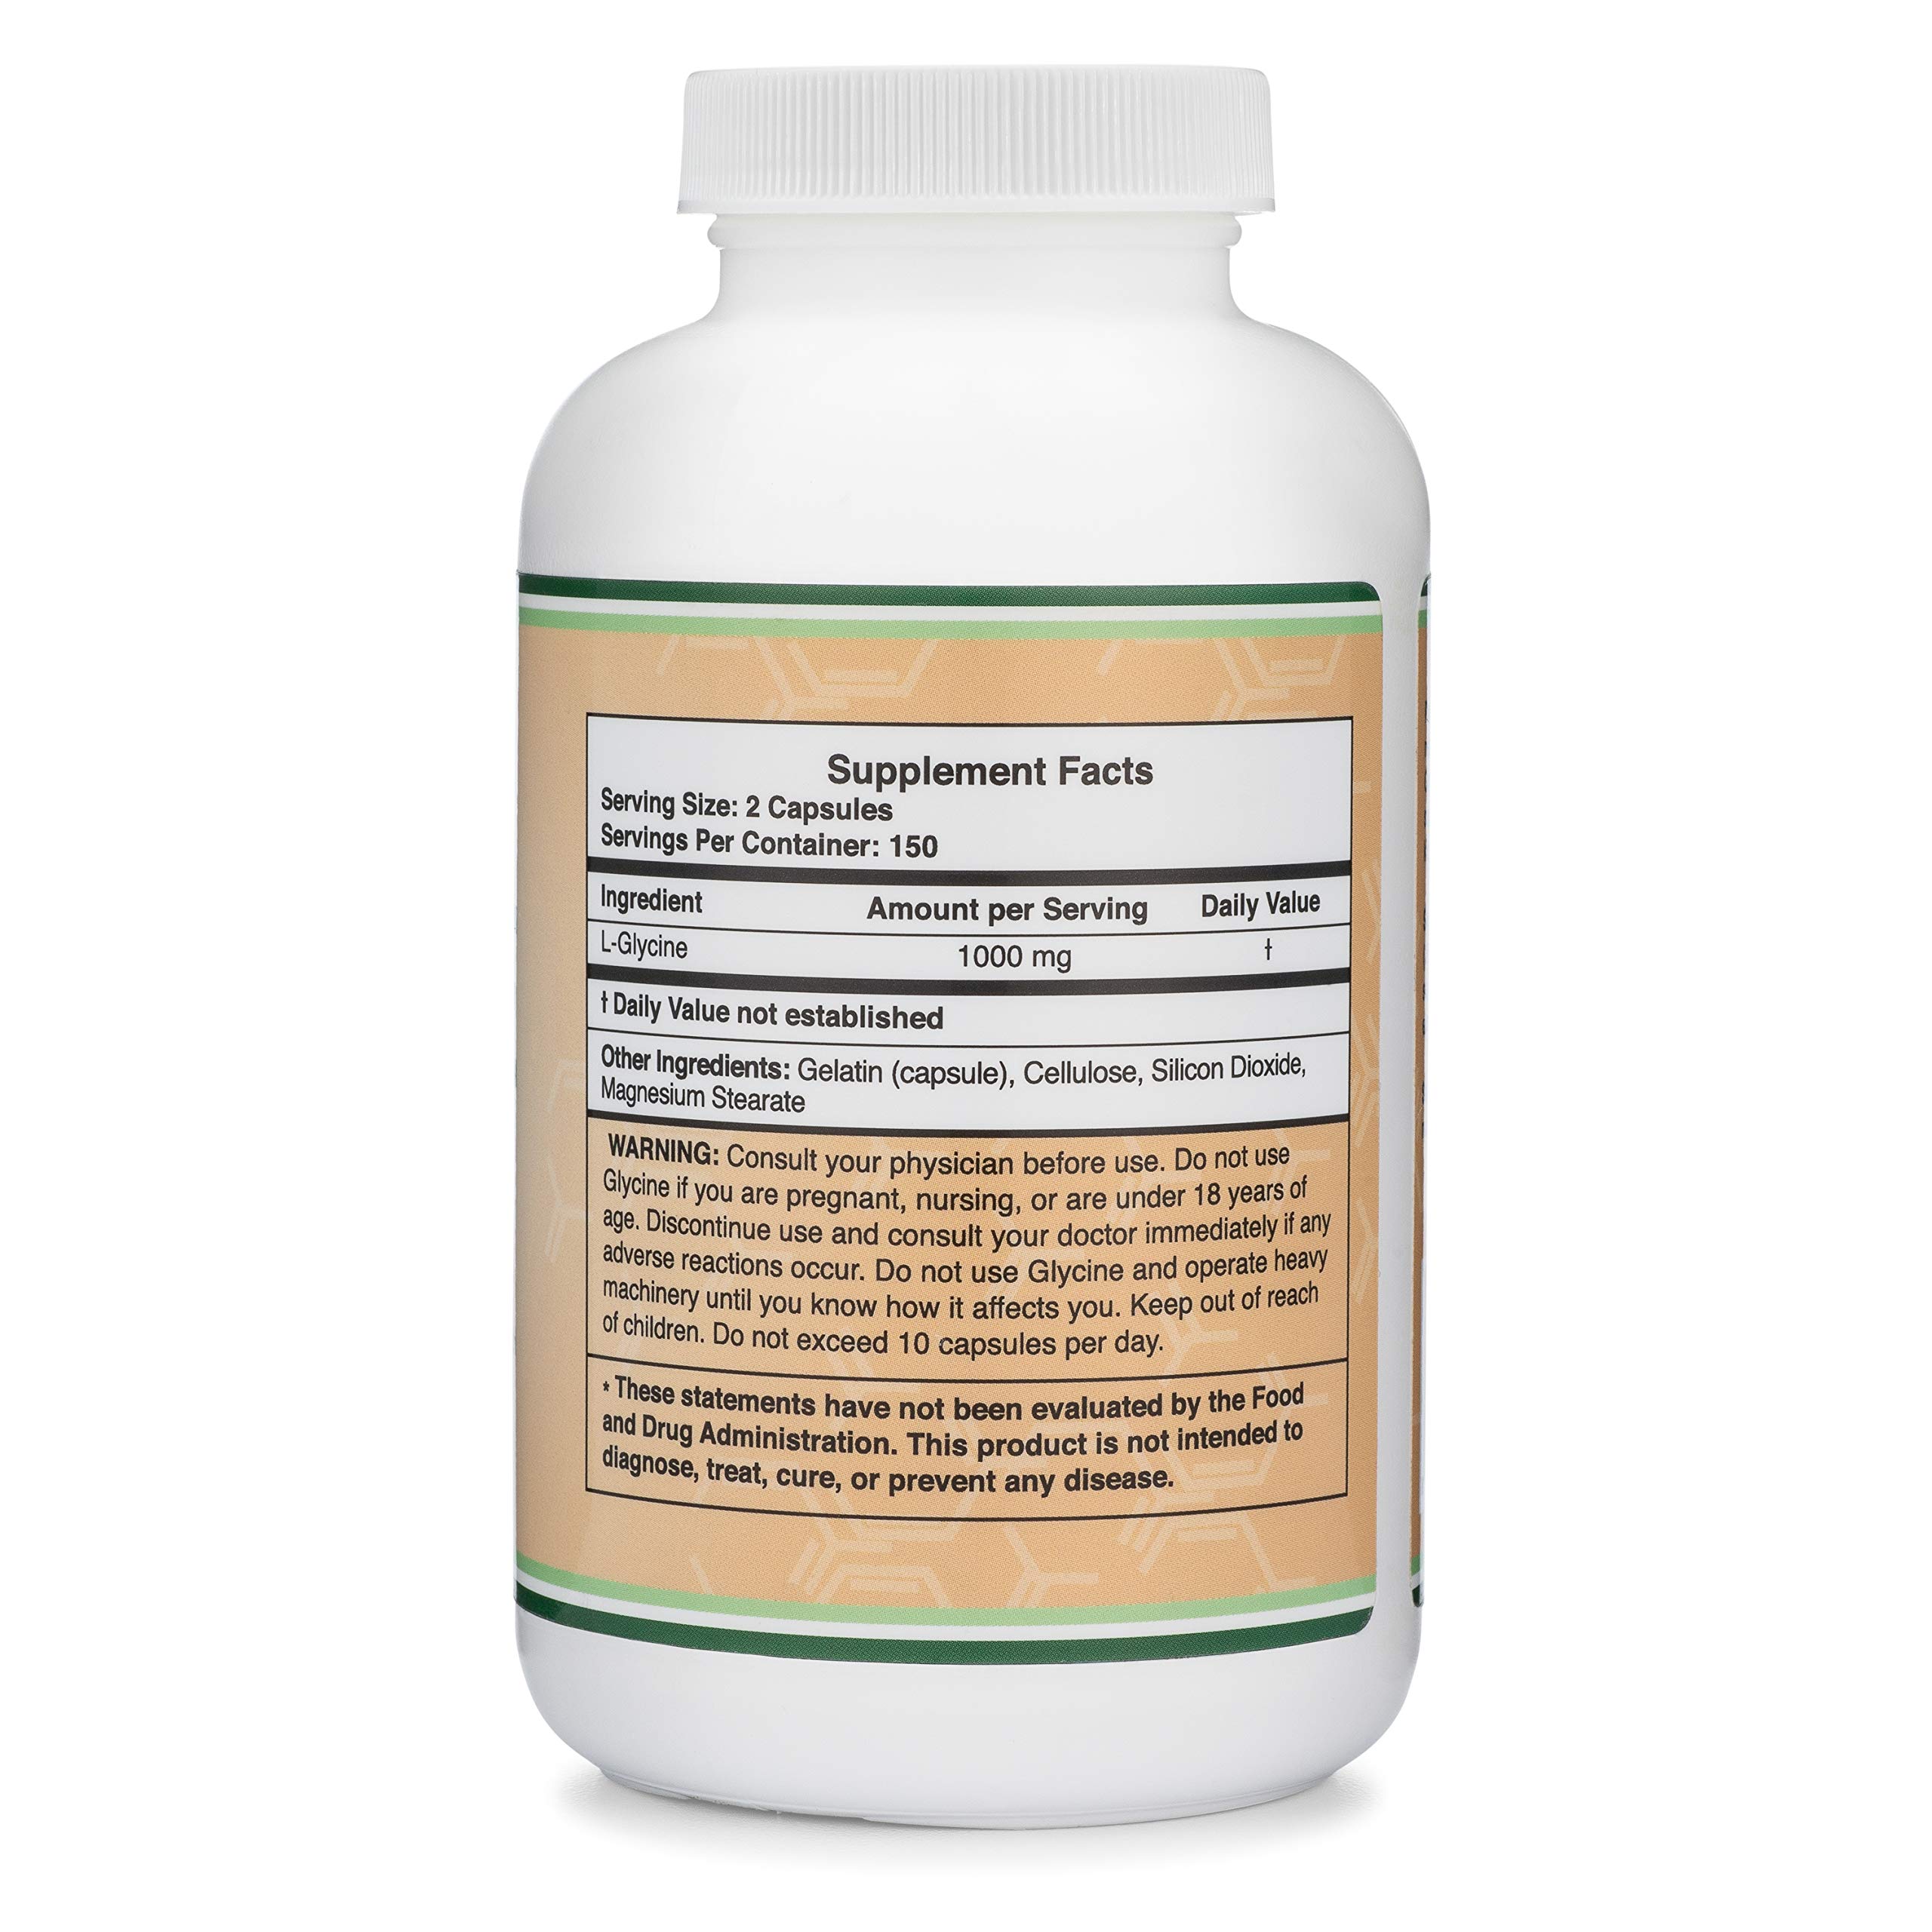 Supplement Facts
Serving Size: 2 Capsules
Servings Per Container: 150
Ingredient Amount per Serving Daily Value
L-Glycine 1000 mg †
† Daily Value not established
Other Ingredients: Gelatin (capsule), Cellulose, Silicon Dioxide,
Magnesium Stearate
WARNING: Consult your physician before use. Do not use
Glycine if you are pregnant, nursing, or are under 18 years of
age. Discontinue use and consult your doctor immediately if any
adverse reactions occur. Do not use Glycine and operate heavy
machinery until you know how it affects you. Keep out of reach
of children. Do not exceed 10 capsules per day.
* These statements have not been evaluated by the Food
and Drug Administration. This product is not intended to
diagnose, treat, cure, or prevent any disease.